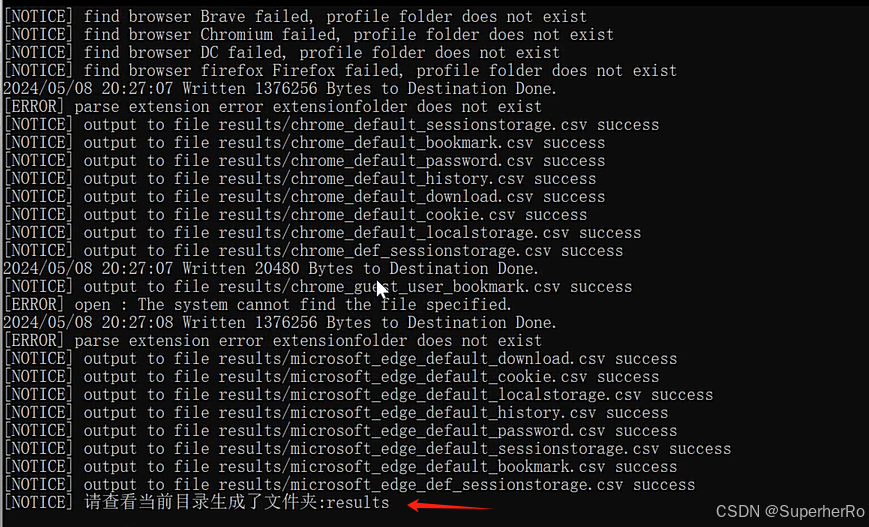 [NOTICE] find browser Brave failed, profile folder does not exist
[NOTICE] find browser Chromium failed, profile folder does not exist
[NOTICE] find browser DC failed, profile folder does not exist
[NOTICE] find browser firefox Firefox failed, profile folder does not exist
2024/05/08 20:27:07 Written 1376256 Bytes to Destination Done.
[ERROR] parse extension error extensionfolder does not exist
[NOTICE] output to file results/chrome_default_sessionstorage.csv success
[NOTICE] output to file results/chrome_default_bookmark.csv success
[NOTICE] output to file results/chrome_default_password.csv success
[NOTICE] output to file results/chrome_default_history.csv success
[NOTICE] output to file results/chrome_default_download.csv success
[NOTICE] output to file results/chrome_default_cookie.csv success
[NOTICE] output to file results/chrome_default_localstorage.csv success
[NOTICE] output to file results/chrome_def_sessionstorage.csv success
2024/05/08 20:27:07 Written 20480 Bytes to Destination Done.
[NOTICE] output to file results/chrome_guest_user_bookmark.csv success
[ERROR] open : The system cannot find the file specified.
2024/05/08 20:27:08 Written 1376256 Bytes to Destination Done.
[ERROR] parse extension error extensionfolder does not exist
[NOTICE] output to file results/microsoft_edge_default_download.csv success
[NOTICE] output to file results/microsoft_edge_default_cookie.csv success
[NOTICE] output to file results/microsoft_edge_default_localstorage.csv success
[NOTICE] output to file results/microsoft_edge_default_history.csv success
[NOTICE] output to file results/microsoft_edge_default_password.csv success
[NOTICE] output to file results/microsoft_edge_default_sessionstorage.csv success
[NOTICE] output to file results/microsoft_edge_default_bookmark.csv success
[NOTICE] output to file results/microsoft_edge_def_sessionstorage.csv success
[NOTICE] 请查看当前目录生成了文件夹:results
CSDN @SuperherRo